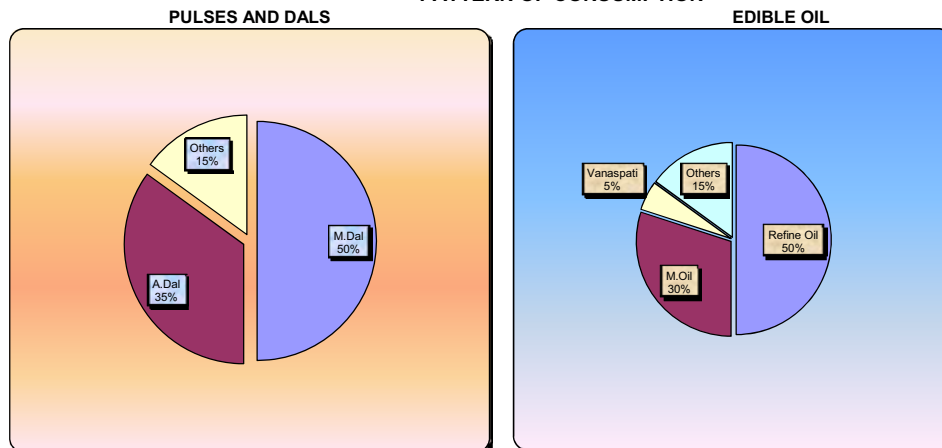 PULSES AND DALS
EDIBLE OIL
Others
15%
M.Dal
50%
A.Dal
35%
Vanaspati
5%
Others
15%
Refine Oil
50%
M.Oil
30%